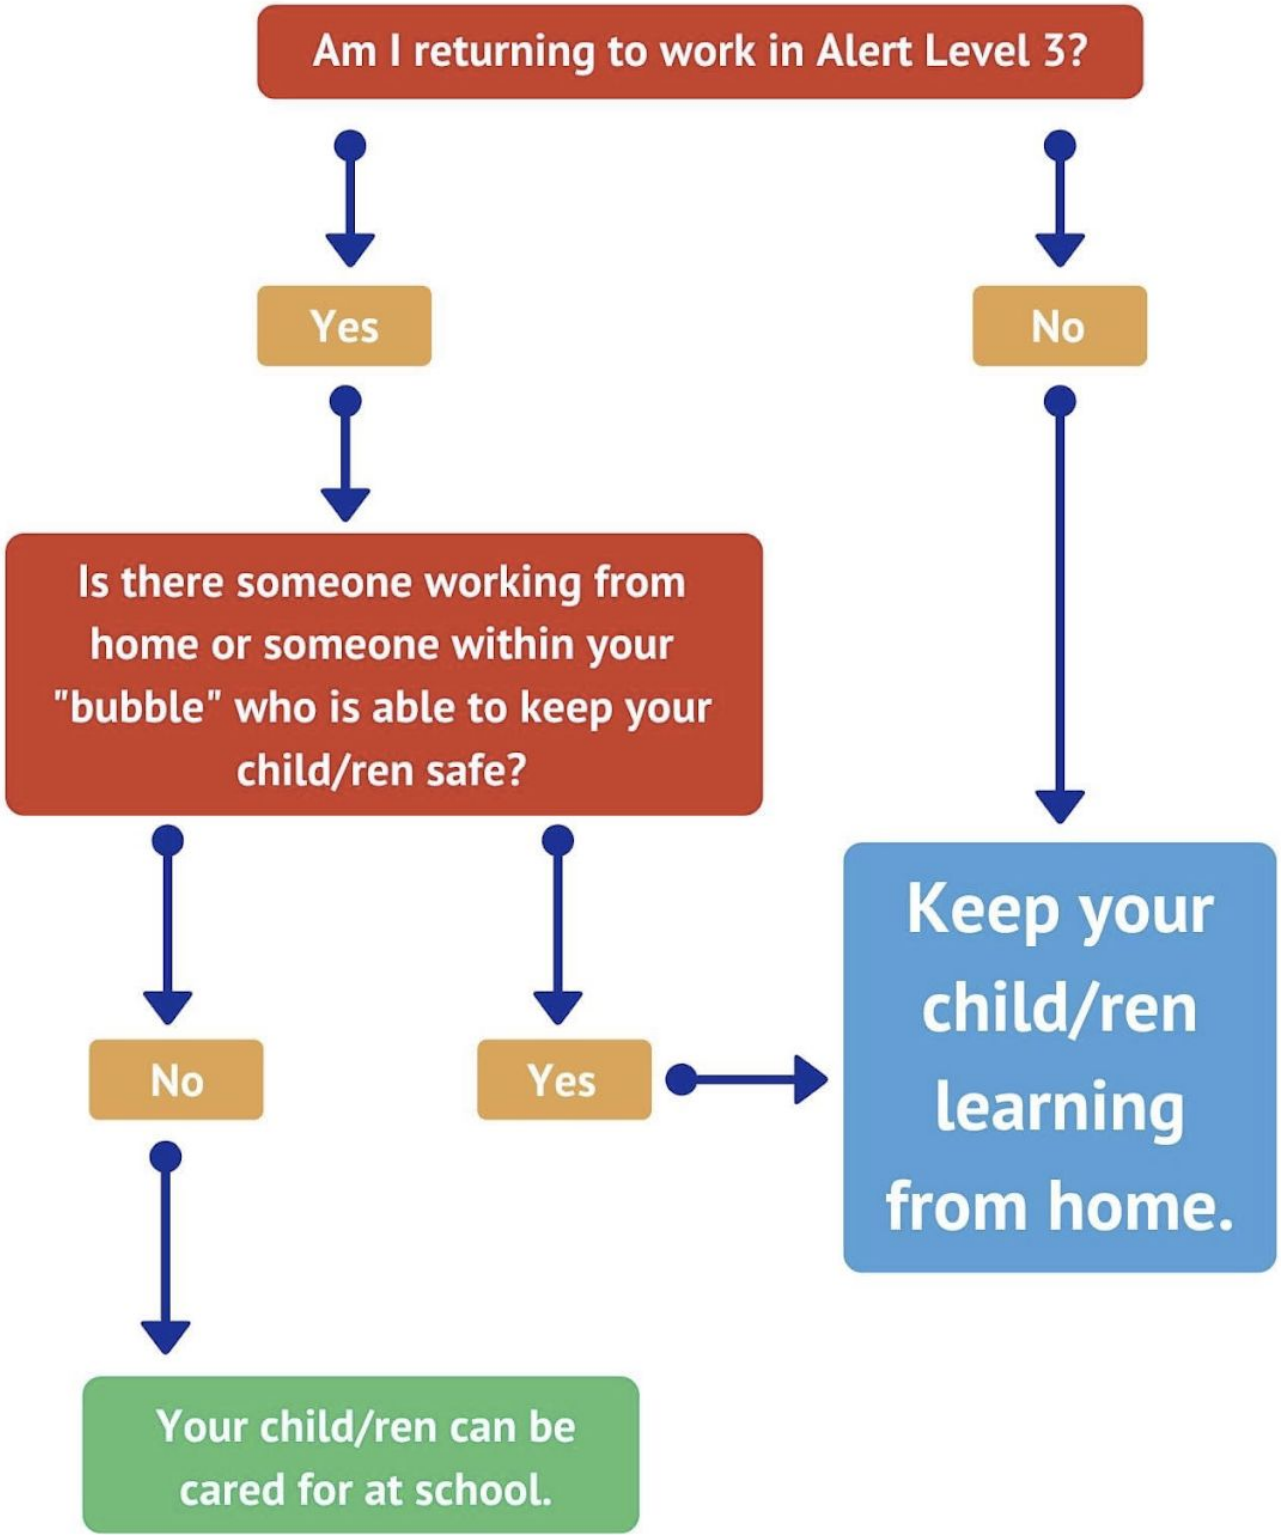 Am I returning to work in Alert Level 3?
Yes
No
Is there someone working from
home or someone within your
"bubble" who is able to keep your
child/ren safe?
No
Yes
Keep your
child/ren
learning
from home.
Your child/ren can be
cared for at school.